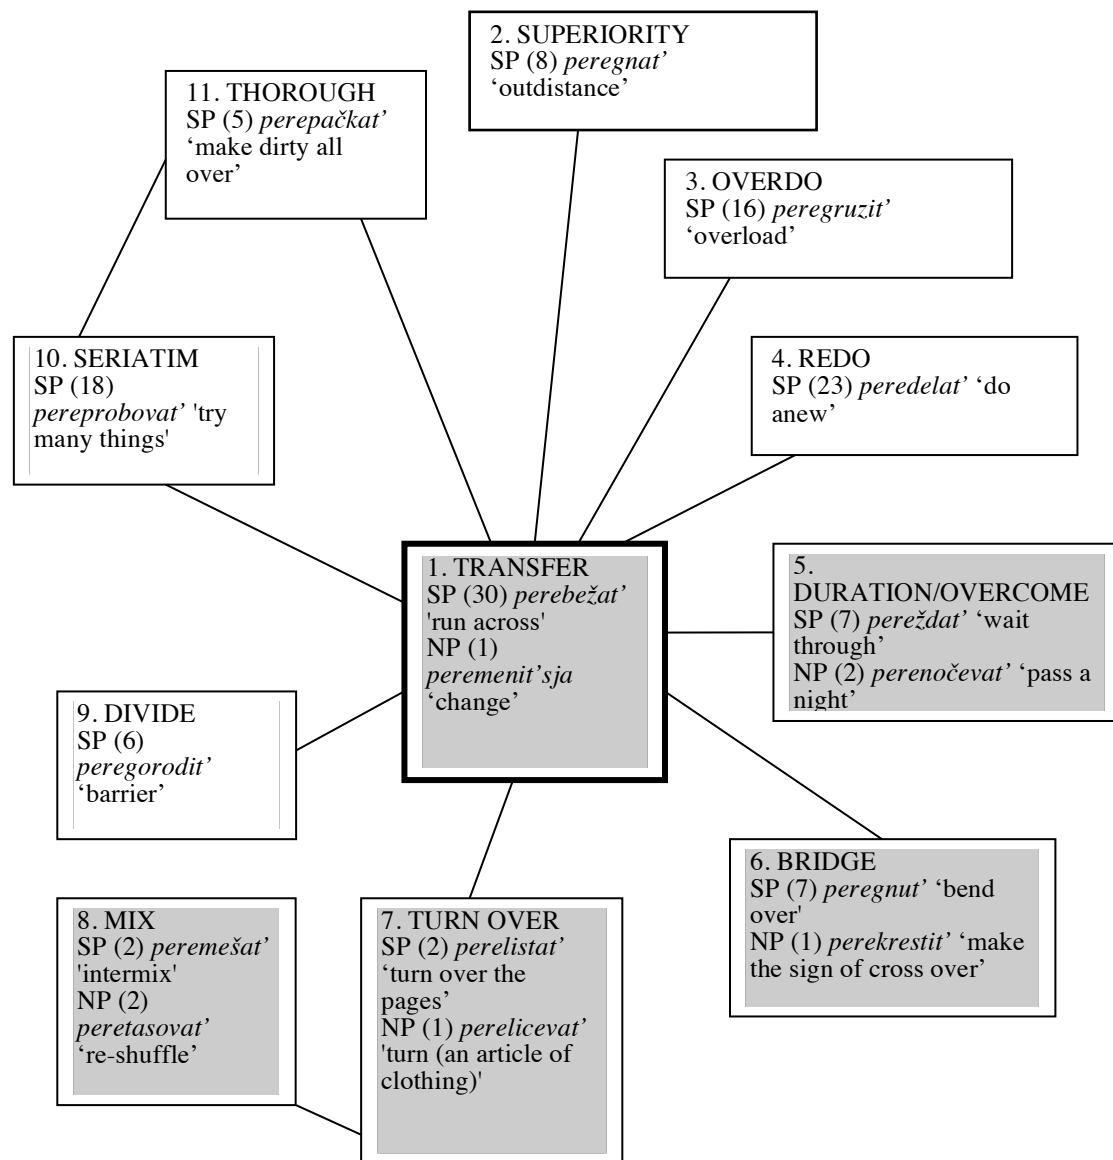 2. SUPERIORITY
SP (8) peregnat’
‘outdistance’
11. THOROUGH
SP (5) perepačkat’
‘make dirty all
over’
3. OVERDO
SP (16) peregruzit’
‘overload’
10. SERIATIM
SP (18)
pereprobovat’ 'try
many things'
4. REDO
SP (23) peredelat’ ‘do
anew’
1. TRANSFER
SP (30) perebežat’
'run across'
NP (1)
peremenit’sja
‘change’
5.
DURATION/OVERCOME
SP (7) pereždat’ ‘wait
through’
NP (2) perenočevat’ ‘pass a
night’
9. DIVIDE
SP (6)
peregorodit’
‘barrier’
6. BRIDGE
SP (7) peregnut’ ‘bend
over'
NP (1) perekrestit’ ‘make
the sign of cross over’
8. MIX
SP (2) peremešat’
'intermix'
NP (2)
peretasovat’
‘re-shuffle’
7. TURN OVER
SP (2) perelistat’
‘turn over the
pages’
NP (1) perelicevat’
'turn (an article of
clothing)'